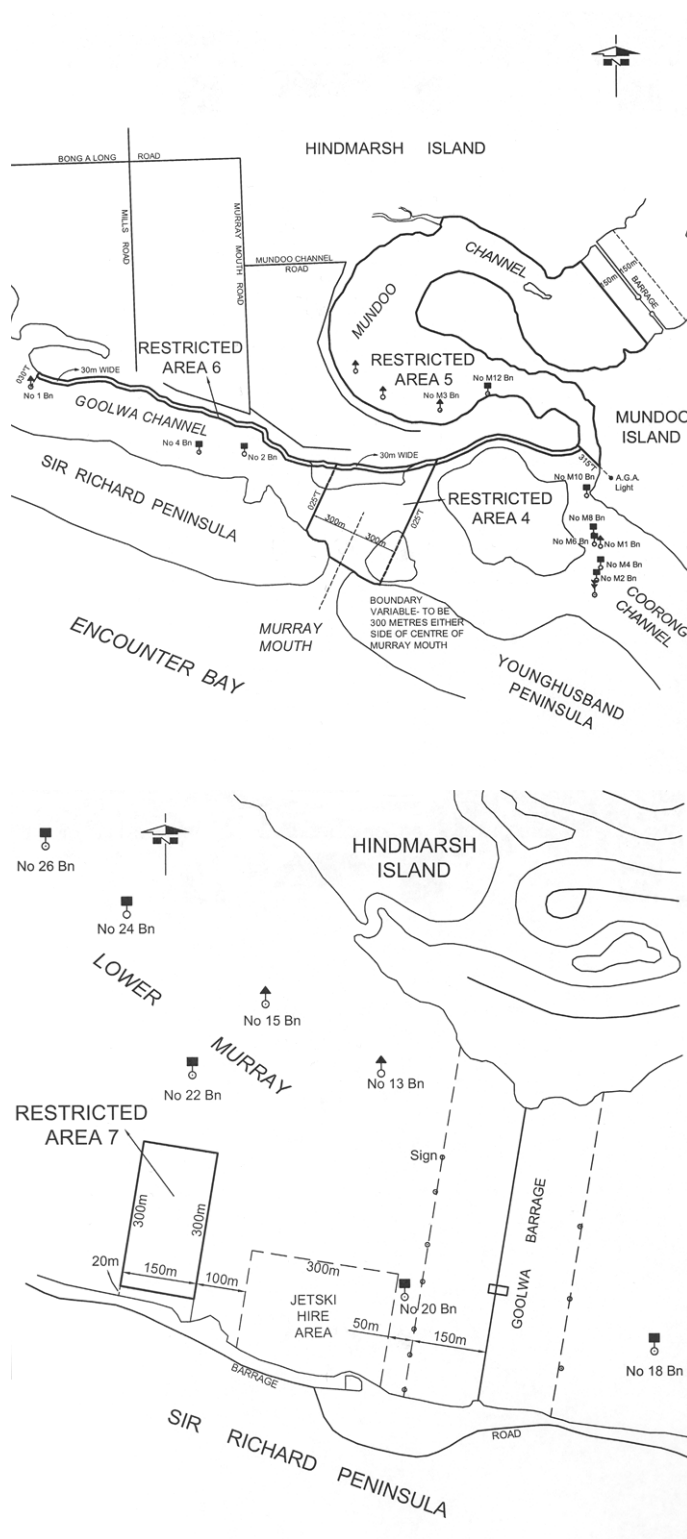 N
HINDMARSH ISLAND
BONG A LONG ROAD
MILLS ROAD
MURRAY MOUTH ROAD
MUNDOO CHANNEL
ROAD
MUNDOO CHANNEL
150m
150m
BARRAGE
RESTRICTED
AREA 6
RESTRICTED
AREA 5
030°T
30m WIDE
No 1 Bn
No M12 Bn
No M3 Bn
GOOLWA CHANNEL
MUNDOO
ISLAND
No 4 Bn
No 2 Bn
30m WIDE
315°T
A.G.A.
Light
No M10 Bn
SIR RICHARD PENINSULA
025°T
025°T
300m
300m
RESTRICTED
AREA 4
No M8 Bn
No M6 Bn
No M1 Bn
No M4 Bn
No M2 Bn
COORONG
CHANNEL
MURRAY
MOUTH
BOUNDARY
VARIABLE- TO BE
300 METRES EITHER
SIDE OF CENTRE OF
MURRAY MOUTH
ENCOUNTER BAY
YOUNGHUSBAND
PENINSULA
N
HINDMARSH
ISLAND
No 26 Bn
No 24 Bn
LOWER
MURRAY
No 15 Bn
No 22 Bn
No 13 Bn
RESTRICTED
AREA 7
Sign
300m
300m
20m
150m
100m
300m
JETSKI
HIRE
AREA
No 20 Bn
50m
150m
GOOLWA BARRAGE
No 18 Bn
BARRAGE
ROAD
SIR RICHARD PENINSULA